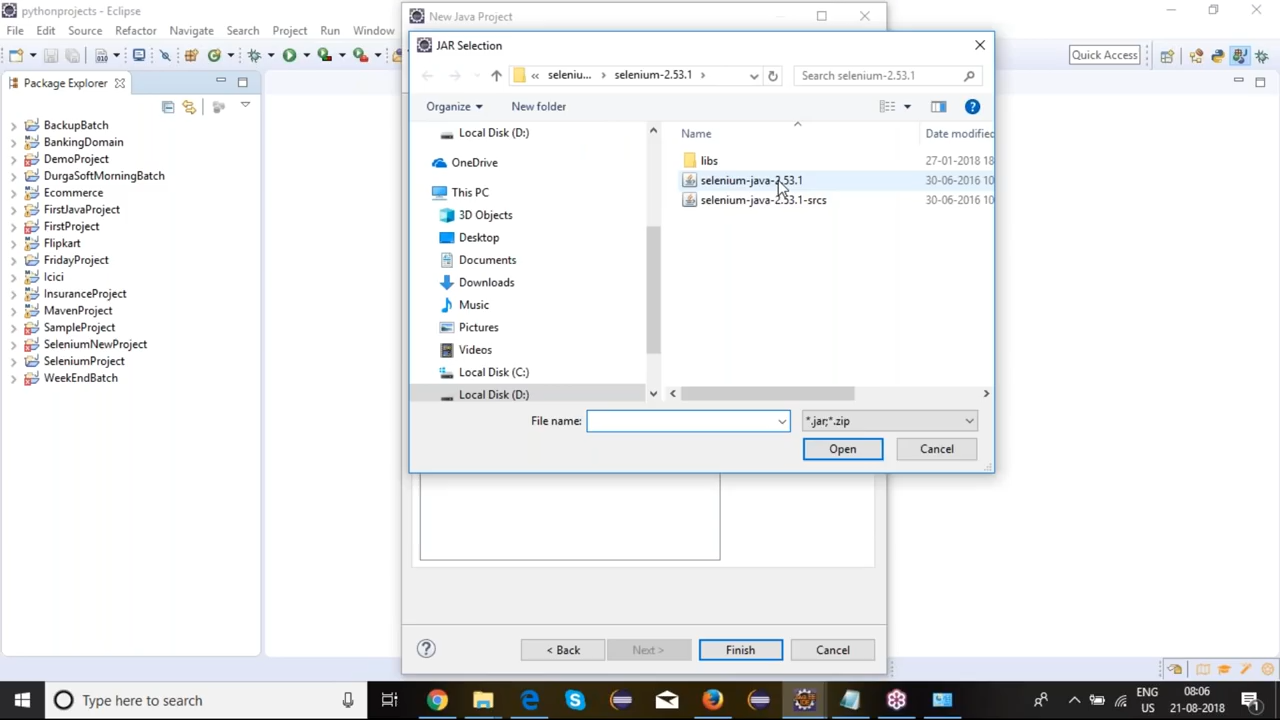 pythonprojects - Eclipse
File Edit Source Refactor Navigate Search Project Run Window
Quick Access
Package Explorer
BackupBatch
BankingDomain
DemoProject
DurgaSoftMorningBatch
Ecommerce
FirstJavaProject
FirstProject
Flipkart
FridayProject
Icici
InsuranceProject
MavenProject
SampleProject
SeleniumNewProject
SeleniumProject
WeekEndBatch
New Java Project
JAR Selection
« seleniu... › selenium-2.53.1 ›
Search selenium-2.53.1
Organize New folder
Local Disk (D:)
OneDrive
This PC
3D Objects
Desktop
Documents
Downloads
Music
Pictures
Videos
Local Disk (C:)
Local Disk (D:)
Name Date modified
libs 27-01-2018 18
selenium-java-2.53.1 30-06-2016 10
selenium-java-2.53.1-srcs 30-06-2016 10
File name: *.jar;*.zip
Open Cancel
< Back Next > Finish Cancel
Type here to search
ENG
US
08:06
21-08-2018
1